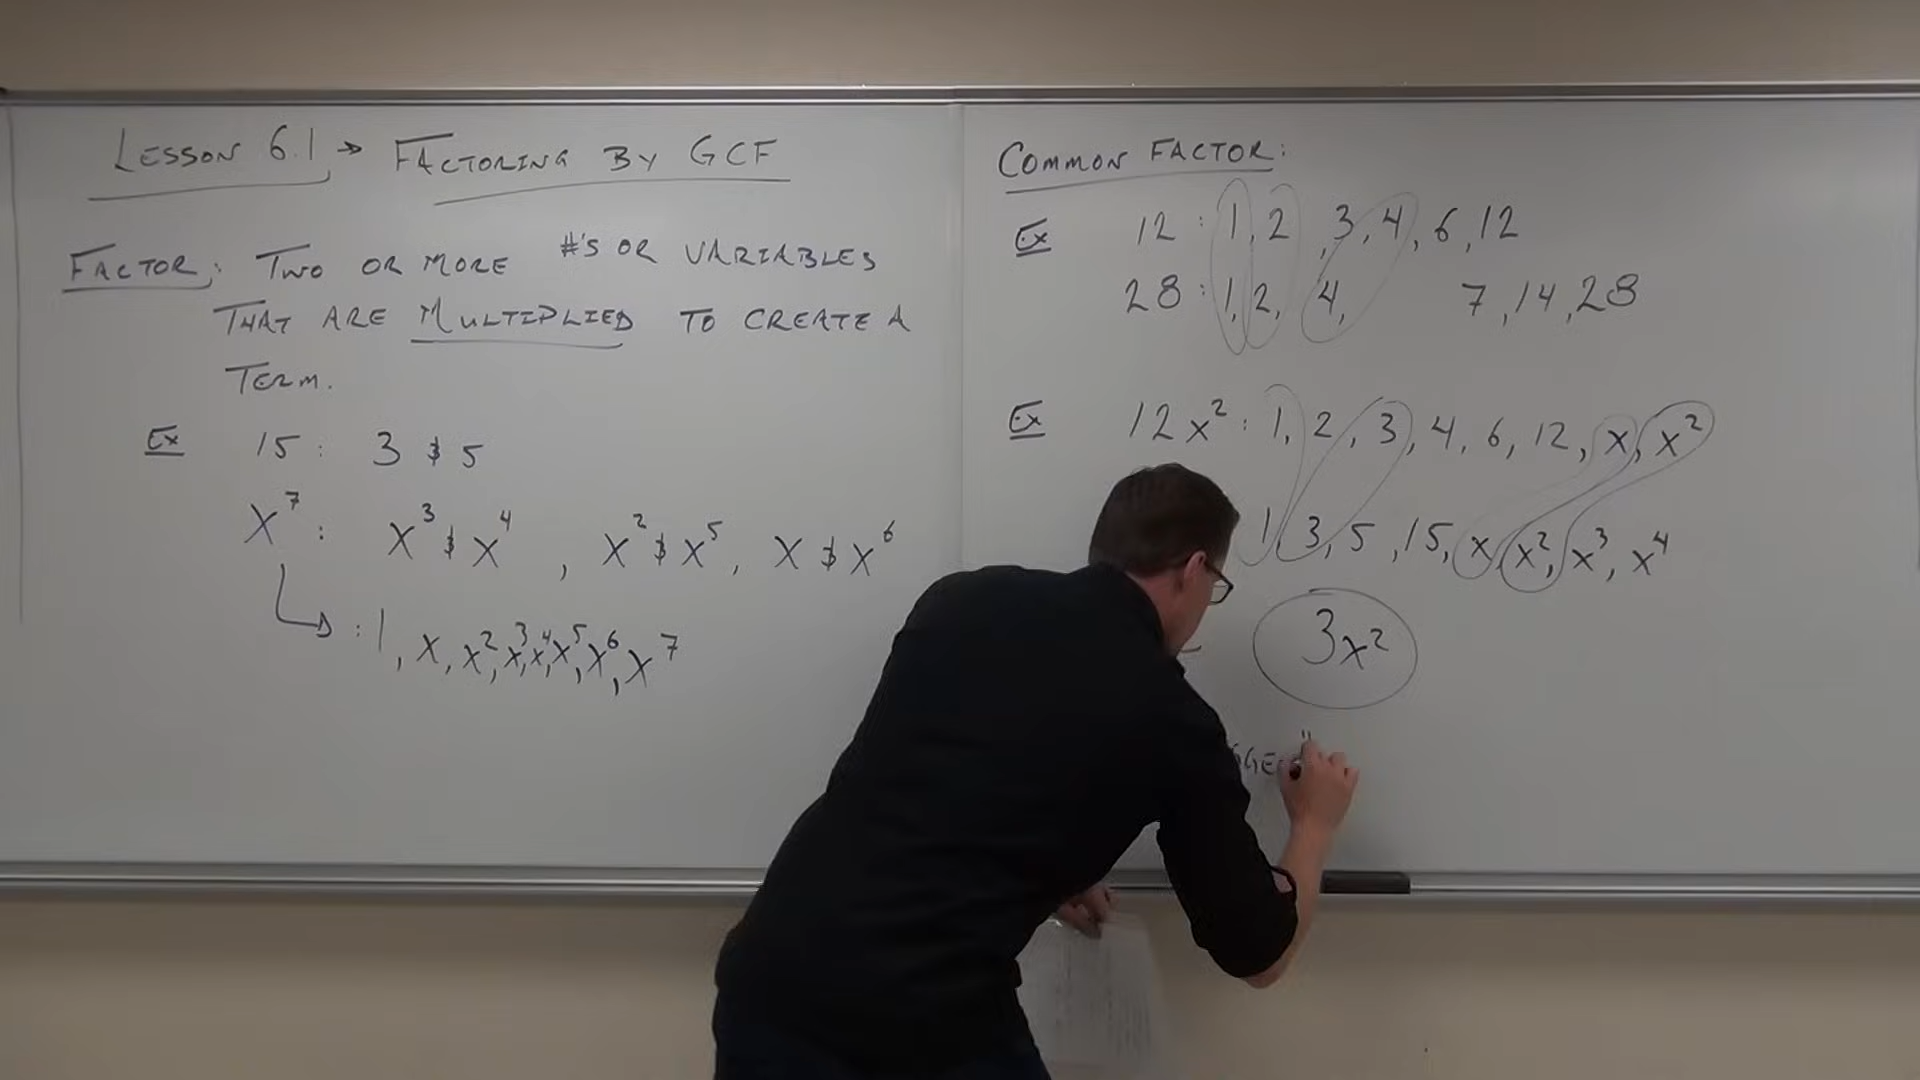 LESSON 6.1 → FACTORING BY GCF
FACTOR: TWO OR MORE #'S OR VARIABLES
THAT ARE MULTIPLIED TO CREATE A
TERM.
Ex 15: 3 & 5
x⁷: x³ & x⁴, x² & x⁵, x & x⁶
: 1, x, x², x³, x⁴, x⁵, x⁶, x⁷
COMMON FACTOR:
Ex 12: 1, 2, 3, 4, 6, 12
28: 1, 2, 4, 7, 14, 28
Ex 12x²: 1, 2, 3, 4, 6, 12, x, x²
1, 3, 5, 15, x, x², x³, x⁴
3x²